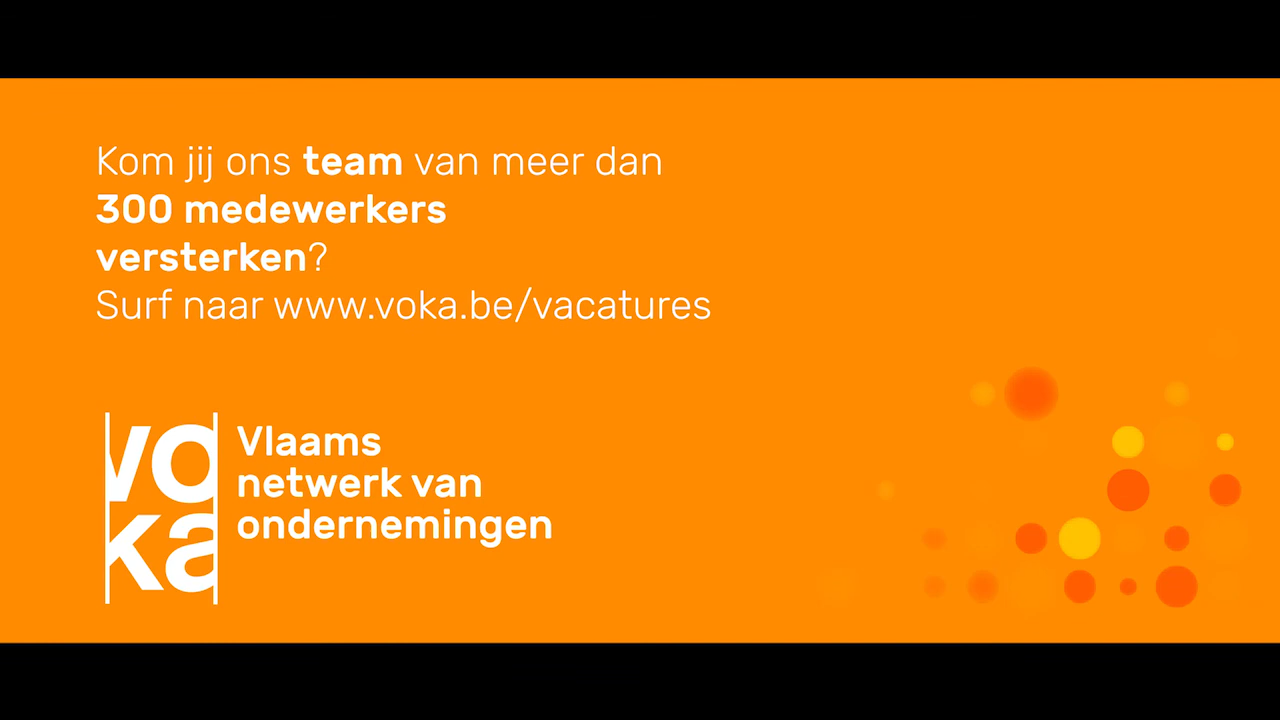 Kom jij ons team van meer dan
300 medewerkers
versterken?
Surf naar www.voka.be/vacatures
vo
ka
Vlaams
netwerk van
ondernemingen